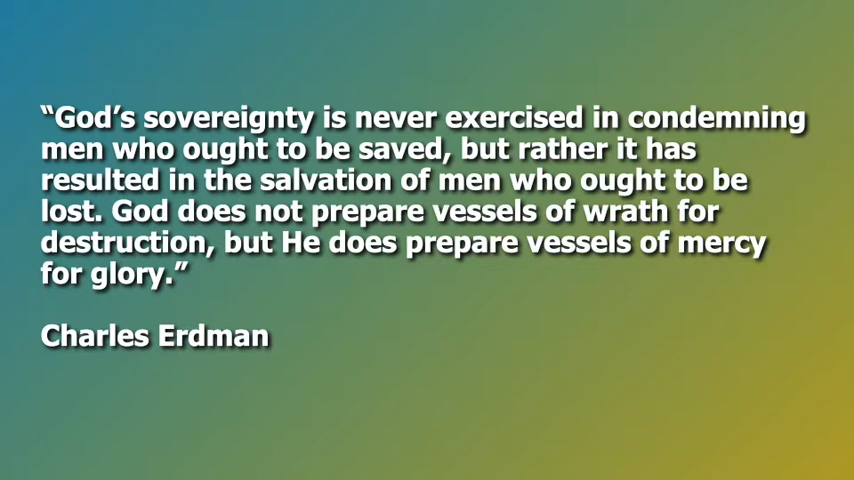 “God’s sovereignty is never exercised in condemning
men who ought to be saved, but rather it has
resulted in the salvation of men who ought to be
lost. God does not prepare vessels of wrath for
destruction, but He does prepare vessels of mercy
for glory.”
Charles Erdman